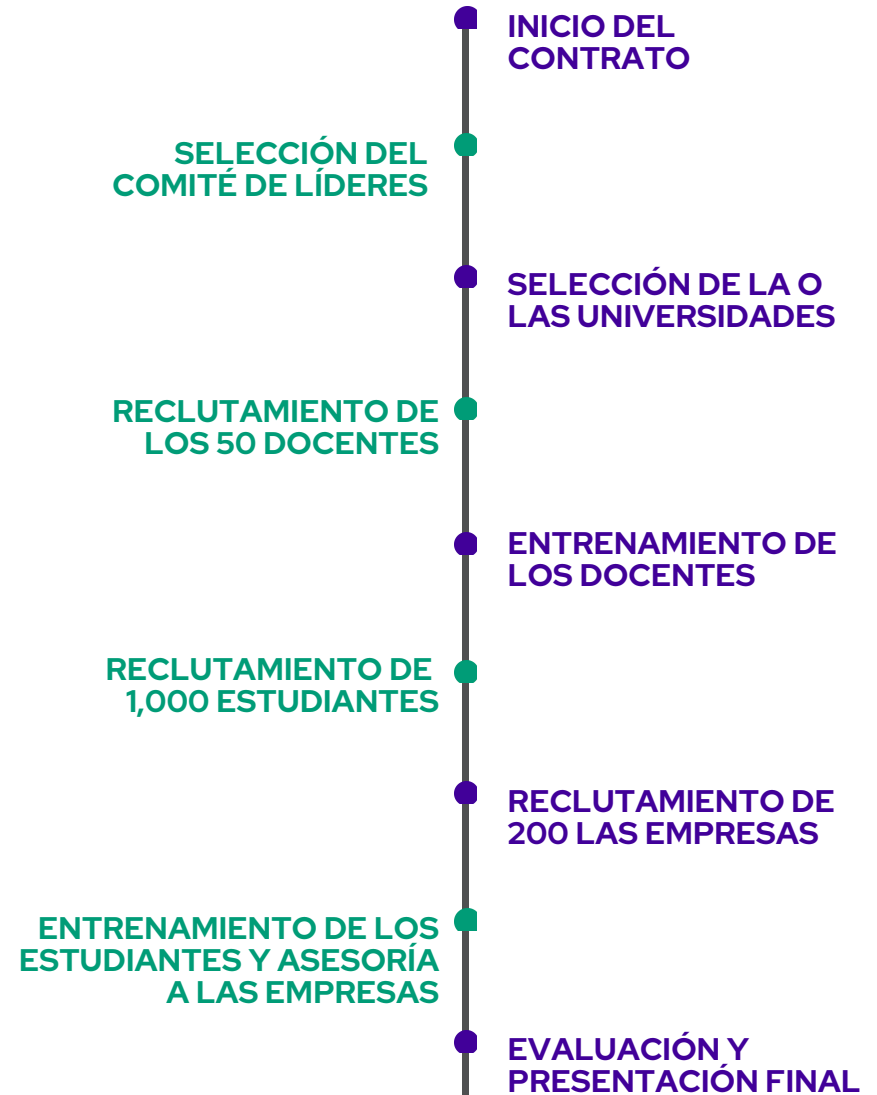 INICIO DEL
CONTRATO
SELECCIÓN DEL
COMITÉ DE LÍDERES
SELECCIÓN DE LA O
LAS UNIVERSIDADES
RECLUTAMIENTO DE
LOS 50 DOCENTES
ENTRENAMIENTO DE
LOS DOCENTES
RECLUTAMIENTO DE
1,000 ESTUDIANTES
RECLUTAMIENTO DE
200 LAS EMPRESAS
ENTRENAMIENTO DE LOS
ESTUDIANTES Y ASESORÍA
A LAS EMPRESAS
EVALUACIÓN Y
PRESENTACIÓN FINAL